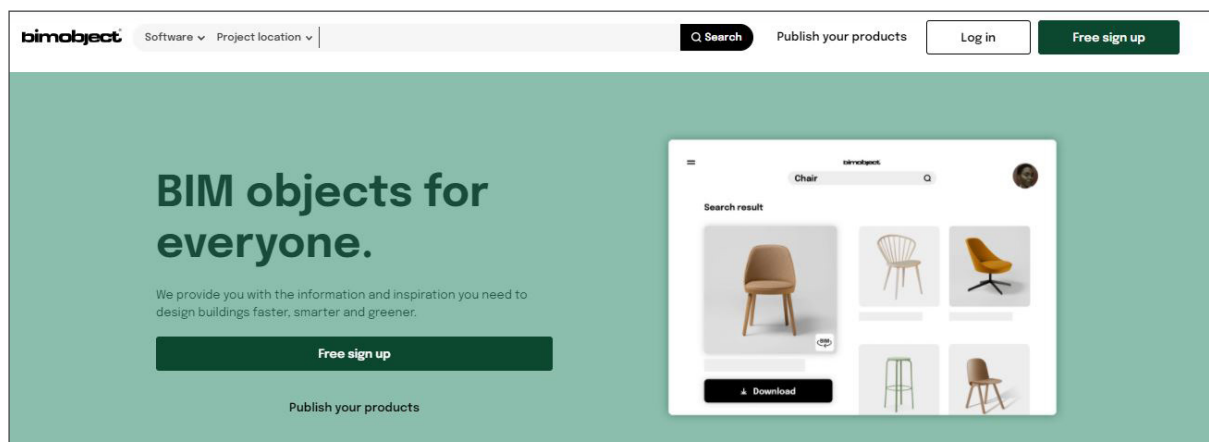 bimobject
Software Project location
Search
Publish your products
Log in
Free sign up
BIM objects for
everyone.
We provide you with the information and inspiration you need to
design buildings faster, smarter and greener.
Free sign up
Publish your products
bimobject
Chair
Search result
BIM
Download